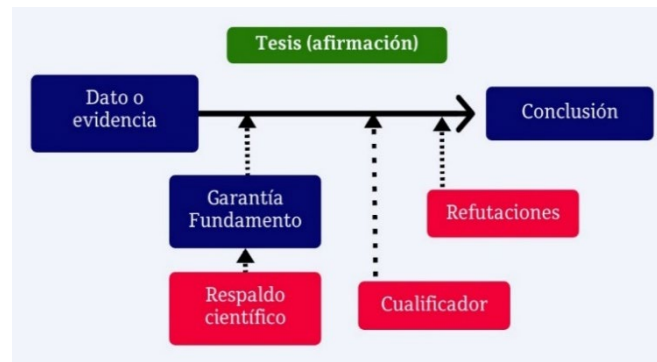 Tesis (afirmación)
Dato o
evidencia
Conclusión
Garantía
Fundamento
Refutaciones
Respaldo
científico
Cualificador